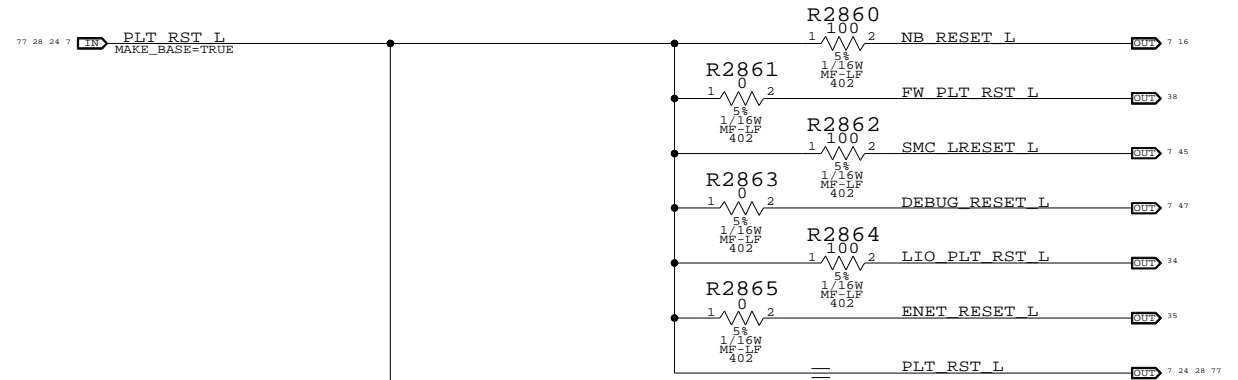 R2860
77 28 24 7 IN PLT_RST_L 1 100 2 NB_RESET_L OUT 7 16
MAKE_BASE=TRUE
5%
1/16W
MF-LF
402
R2861
1 0 2 FW_PLT_RST_L OUT 38
5%
1/16W
MF-LF
402
R2862
1 100 2 SMC_LRESET_L OUT 7 45
5%
1/16W
MF-LF
402
R2863
1 0 2 DEBUG_RESET_L OUT 7 47
5%
1/16W
MF-LF
402
R2864
1 100 2 LIO_PLT_RST_L OUT 34
5%
1/16W
MF-LF
402
R2865
1 0 2 ENET_RESET_L OUT 35
5%
1/16W
MF-LF
402
PLT_RST_L OUT 7 24 28 77